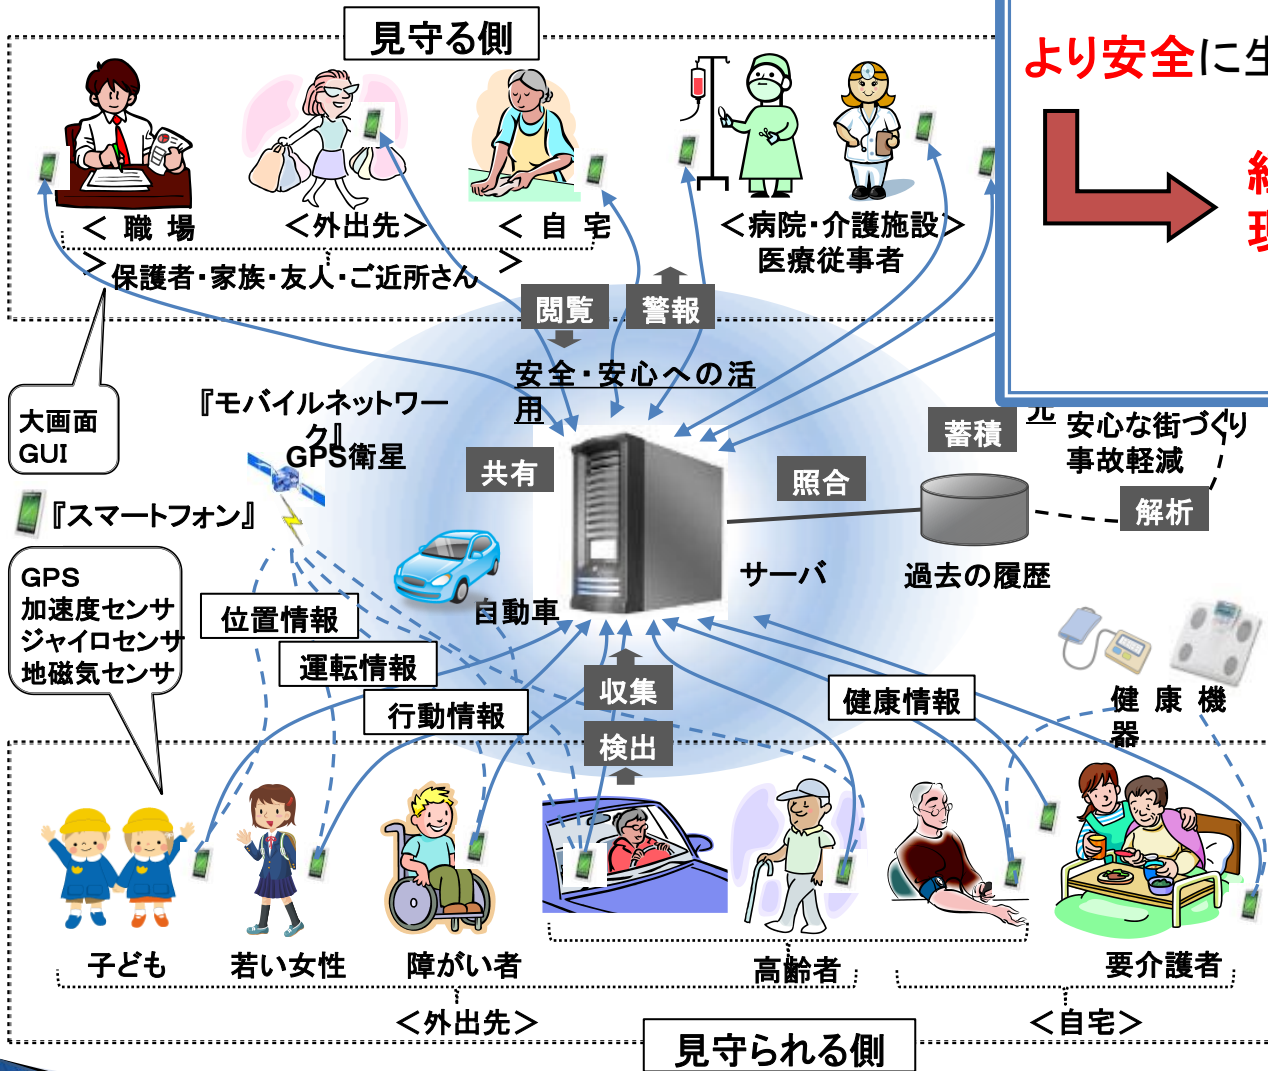 見守る側
より安全に生
＜ 職 場
＞
＜外出先＞
＜ 自 宅
＞
＜病院・介護施設＞
医療従事者
保護者・家族・友人・ご近所さん
閲覧
警報
安全・安心への活
用
大画面
GUI
『モバイルネットワー
ク』
GPS衛星
共有
照合
蓄積
安心な街づくり
事故軽減
解析
『スマートフォン』
GPS
加速度センサ
ジャイロセンサ
地磁気センサ
自動車
サーバ
過去の履歴
位置情報
運転情報
行動情報
収集
検出
健康情報
健 康 機
器
子ども
若い女性
障がい者
高齢者
要介護者
＜外出先＞
＜自宅＞
見守られる側